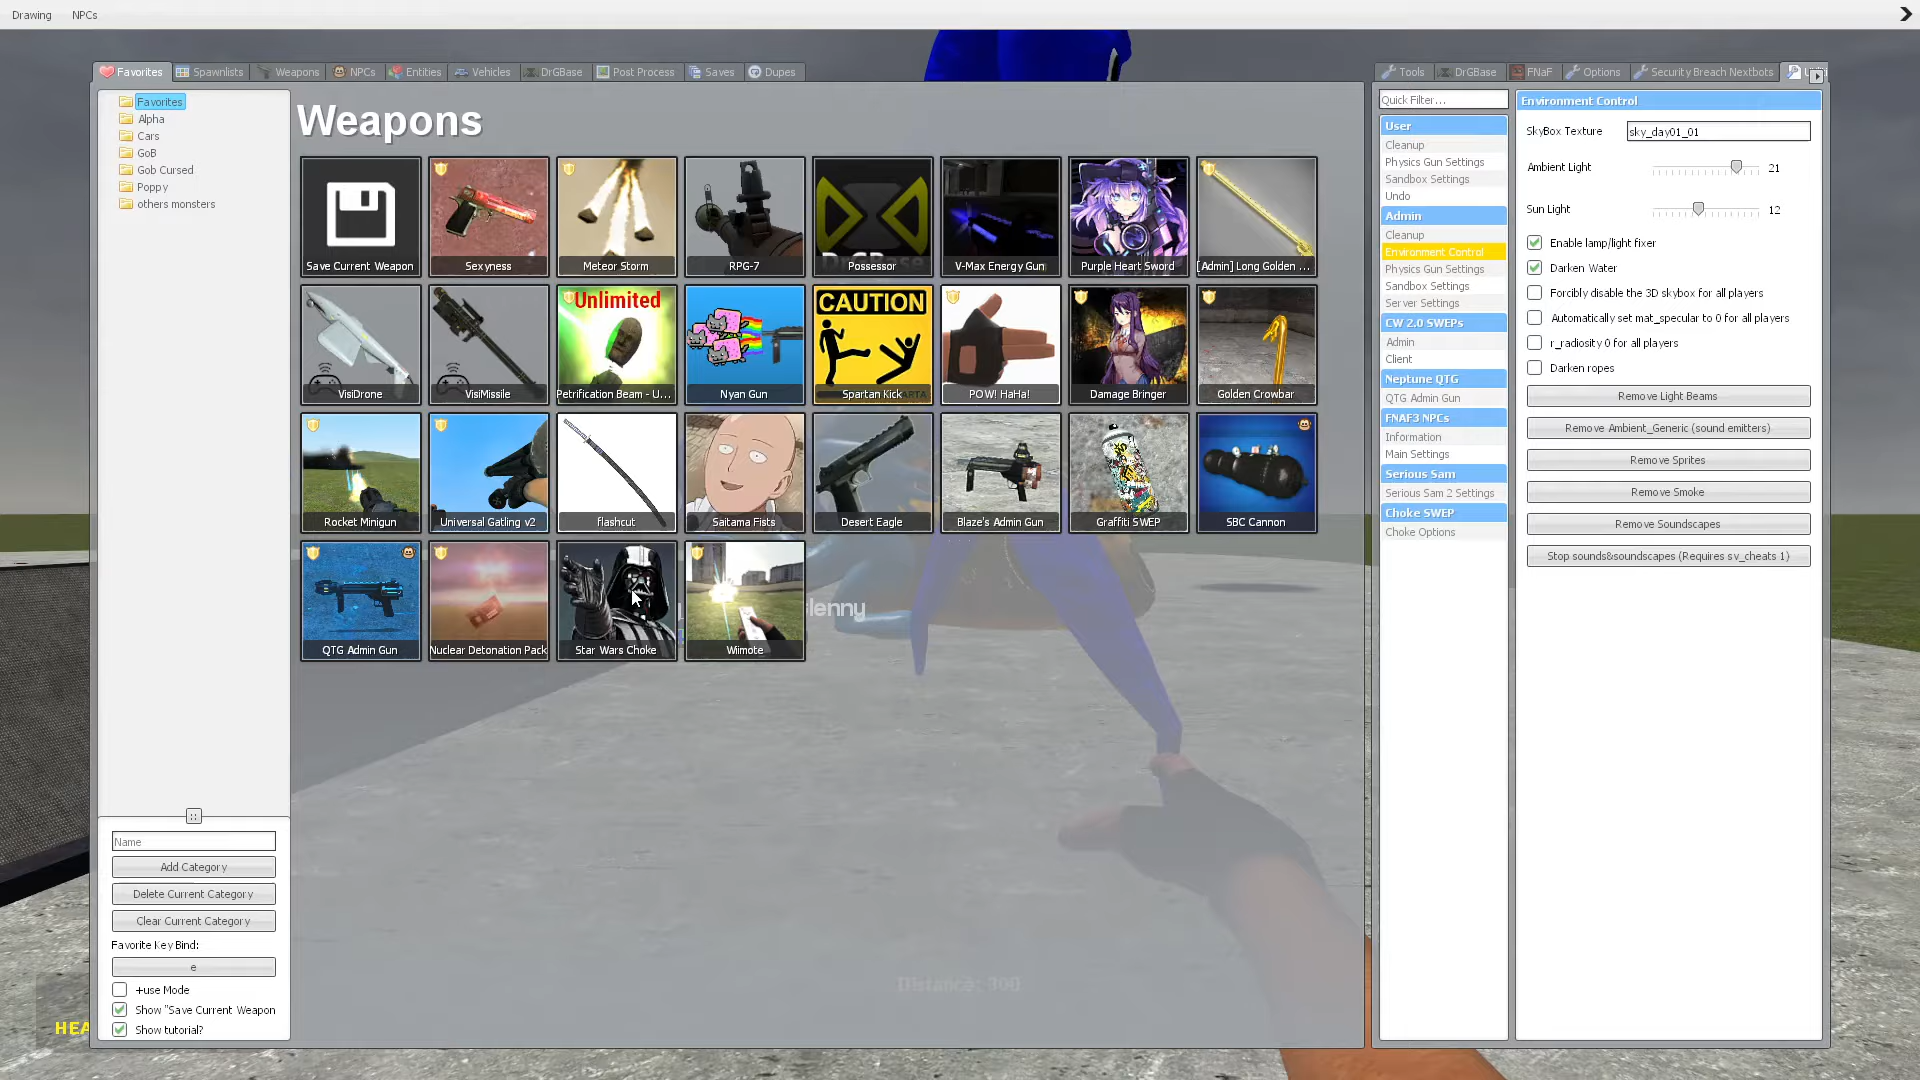 Drawing NPCs
Favorites Spawnlists Weapons NPCs Entities Vehicles DrGBase Post Process Saves Dupes
Tools DrGBase FNaF Options Security Breach Nextbots
Favorites
Alpha
Cars
GoB
Gob Cursed
Poppy
others monsters
Name
Add Category
Delete Current Category
Clear Current Category
Favorite Key Bind:
e
+use Mode
Show "Save Current Weapon
Show tutorial?
HEA
Weapons
Save Current Weapon
Sexyness
Meteor Storm
RPG-7
Possessor
V-Max Energy Gun
Purple Heart Sword
[Admin] Long Golden ...
VisiDrone
VisiMissile
Unlimited
Petrification Beam - U...
Nyan Gun
CAUTION
Spartan Kick
POW! HaHa!
Damage Bringer
Golden Crowbar
Rocket Minigun
Universal Gatling v2
flashcut
Saitama Fists
Desert Eagle
Blaze's Admin Gun
Graffiti SWEP
SBC Cannon
QTG Admin Gun
Nuclear Detonation Pack
Star Wars Choke
Wiimote
lenny
Distance: 300
Quick Filter...
User
Cleanup
Physics Gun Settings
Sandbox Settings
Undo
Admin
Cleanup
Environment Control
Physics Gun Settings
Sandbox Settings
Server Settings
CW 2.0 SWEPs
Admin
Client
Neptune QTG
QTG Admin Gun
FNAF3 NPCs
Information
Main Settings
Serious Sam
Serious Sam 2 Settings
Choke SWEP
Choke Options
Environment Control
SkyBox Texture sky_day01_01
Ambient Light 21
Sun Light 12
Enable lamp/light fixer
Darken Water
Forcibly disable the 3D skybox for all players
Automatically set mat_specular to 0 for all players
r_radiosity 0 for all players
Darken ropes
Remove Light Beams
Remove Ambient_Generic (sound emitters)
Remove Sprites
Remove Smoke
Remove Soundscapes
Stop sounds&soundscapes (Requires sv_cheats 1)